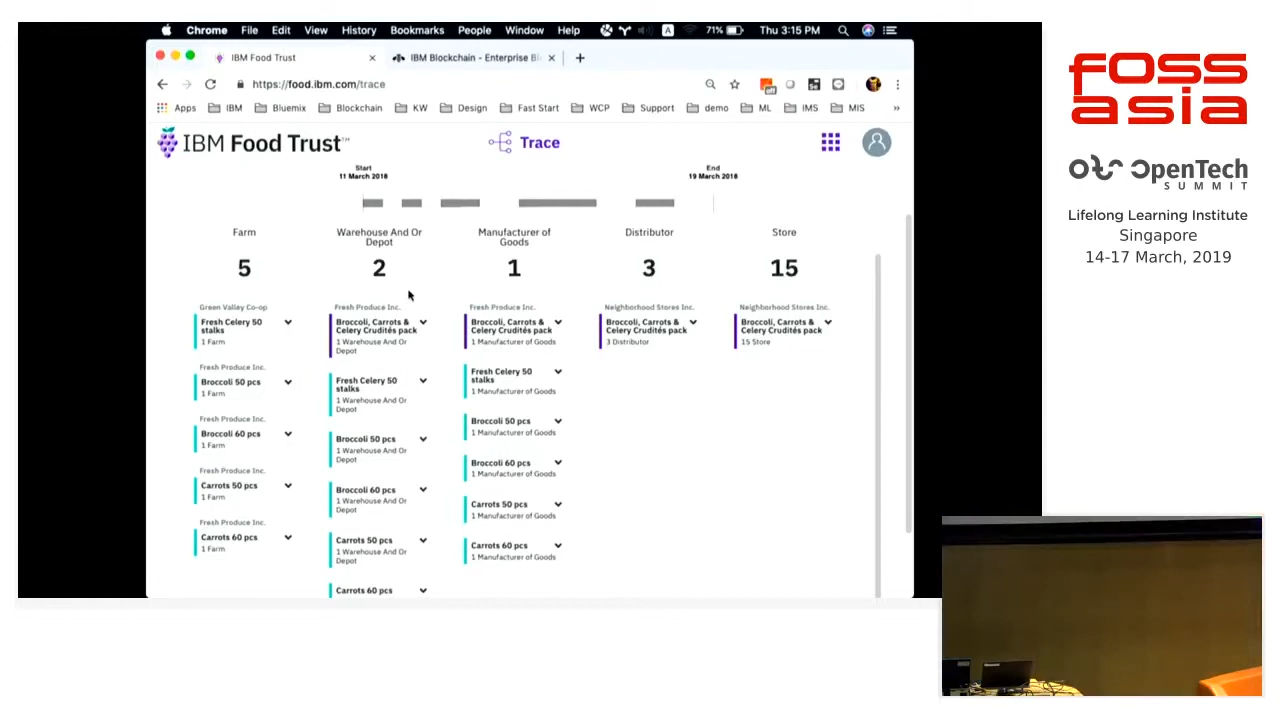 Chrome File Edit View History Bookmarks People Window Help A 71% Thu 3:15 PM
IBM Food Trust × IBM Blockchain - Enterprise Bl × +
https://food.ibm.com/trace
Apps IBM Bluemix Blockchain KW Design Fast Start WCP Support demo ML IMS MIS »
IBM Food Trust™ Trace
Start
11 March 2018
End
19 March 2018
Farm
5
Green Valley Co-op
Fresh Celery 50
stalks
1 Farm
Fresh Produce Inc.
Broccoli 50 pcs
1 Farm
Fresh Produce Inc.
Broccoli 60 pcs
1 Farm
Fresh Produce Inc.
Carrots 50 pcs
1 Farm
Fresh Produce Inc.
Carrots 60 pcs
1 Farm
Warehouse And Or
Depot
2
Fresh Produce Inc.
Broccoli, Carrots &
Celery Crudités pack
1 Warehouse And Or
Depot
Fresh Celery 50
stalks
1 Warehouse And Or
Depot
Broccoli 50 pcs
1 Warehouse And Or
Depot
Broccoli 60 pcs
1 Warehouse And Or
Depot
Carrots 50 pcs
1 Warehouse And Or
Depot
Carrots 60 pcs
Manufacturer of
Goods
1
Fresh Produce Inc.
Broccoli, Carrots &
Celery Crudités pack
1 Manufacturer of Goods
Fresh Celery 50
stalks
1 Manufacturer of Goods
Broccoli 50 pcs
1 Manufacturer of Goods
Broccoli 60 pcs
1 Manufacturer of Goods
Carrots 50 pcs
1 Manufacturer of Goods
Carrots 60 pcs
1 Manufacturer of Goods
Distributor
3
Neighborhood Stores Inc.
Broccoli, Carrots &
Celery Crudités pack
3 Distributor
Store
15
Neighborhood Stores Inc.
Broccoli, Carrots &
Celery Crudités pack
15 Store
FOSS
ASIA
OpenTech
SUMMIT
Lifelong Learning Institute
Singapore
14-17 March, 2019